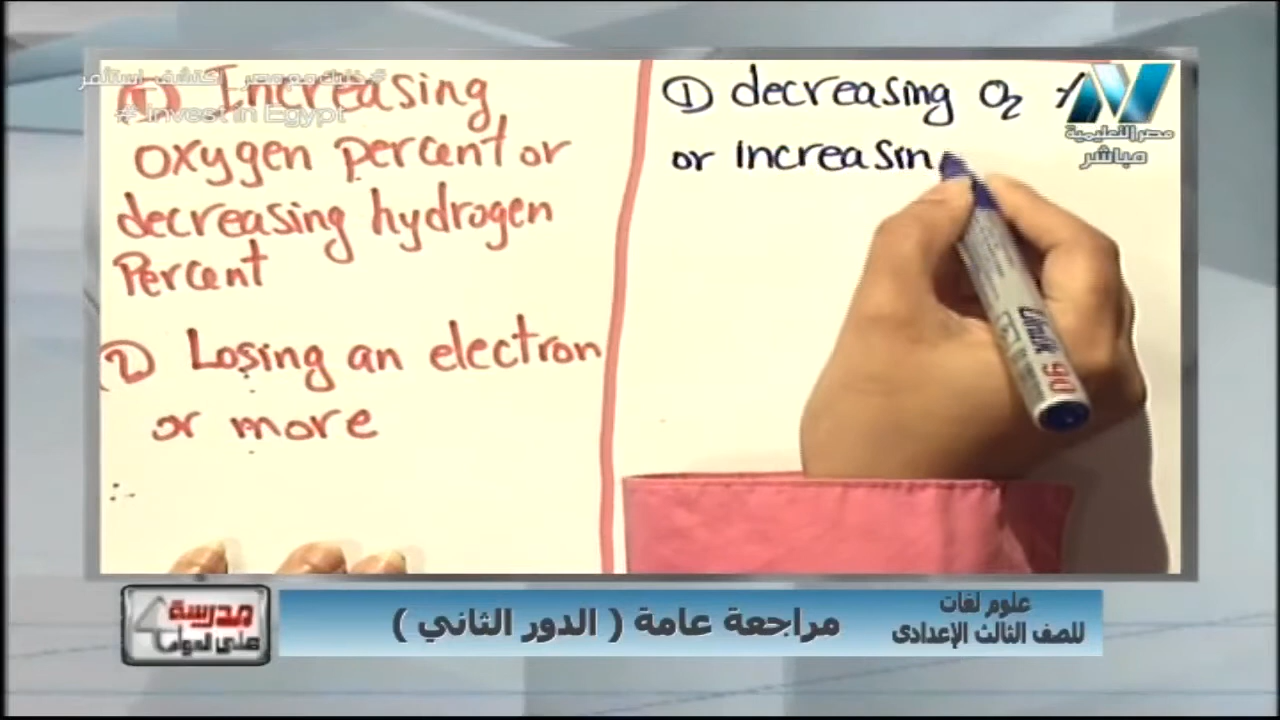 #خليك_فى_مصر_اكتشف_استثمر
# Invest in Egypt
① Increasing
oxygen percent or
decreasing hydrogen
Percent
② Losing an electron
or more
① decreasing O₂ %
or increasin
مصر التعليمية
مباشر
مدرسة
على الهواء
مراجعة عامة ( الدور الثاني )
علوم لغات
للصف الثالث الإعدادى